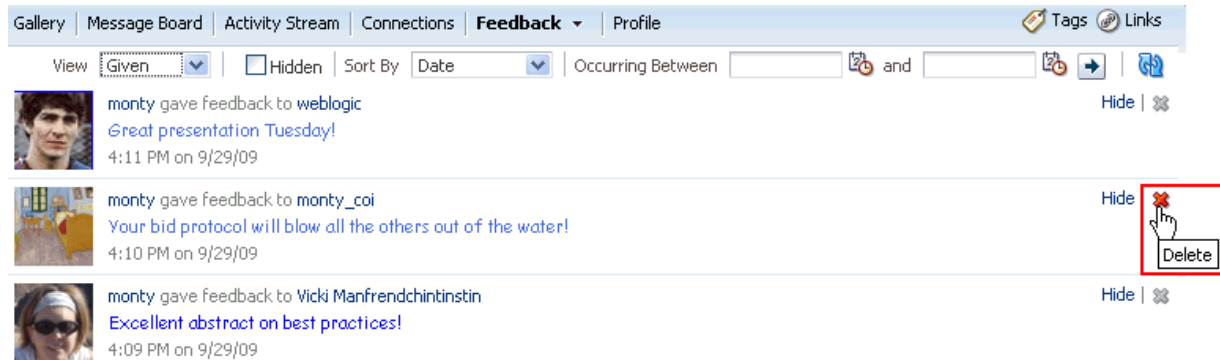 Gallery | Message Board | Activity Stream | Connections | Feedback | Profile Tags Links
View Given Hidden | Sort By Date | Occurring Between and
monty gave feedback to weblogic Hide |
Great presentation Tuesday!
4:11 PM on 9/29/09
monty gave feedback to monty_coi Hide
Your bid protocol will blow all the others out of the water!
4:10 PM on 9/29/09
Delete
monty gave feedback to Vicki Manfrendchintinstin Hide |
Excellent abstract on best practices!
4:09 PM on 9/29/09